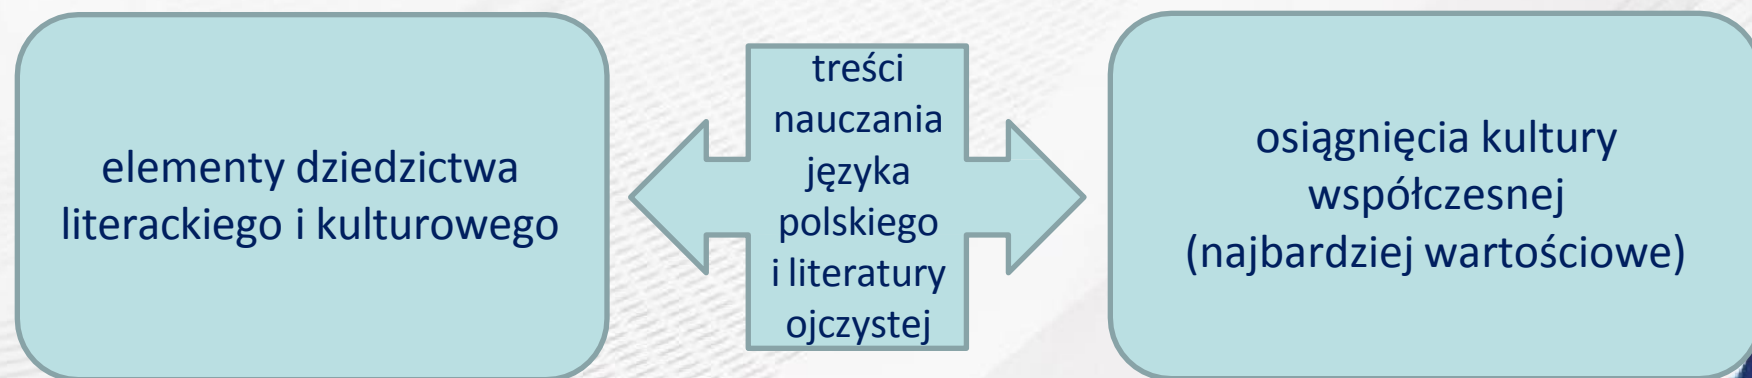 elementy dziedzictwa
literackiego i kulturowego
treści
nauczania
języka
polskiego
i literatury
ojczystej
osiągnięcia kultury
współczesnej
(najbardziej wartościowe)